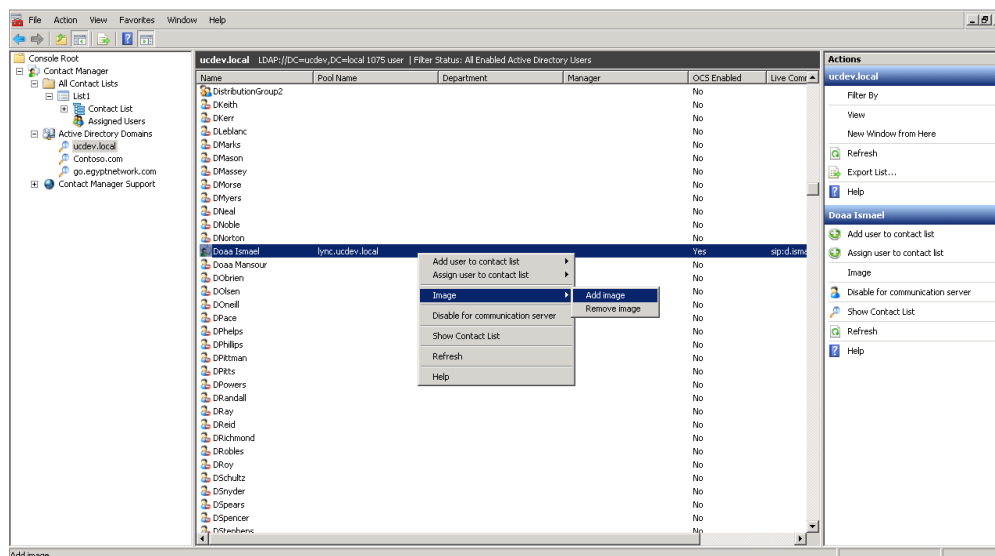 File Action View Favorites Window Help
Console Root
Contact Manager
All Contact Lists
List1
Contact List
Assigned Users
Active Directory Domains
ucdev.local
Contoso.com
go.egyptnetwork.com
Contact Manager Support
ucdev.local LDAP://DC=ucdev,DC=local 1075 user | Filter Status: All Enabled Active Directory Users
Name Pool Name Department Manager OCS Enabled Live Comr
DistributionGroup2 No
DKeith No
DKerr No
DLeblanc No
DMarks No
DMason No
DMassey No
DMorse No
DMyers No
DNeal No
DNoble No
DNorton No
Doaa Ismael lync.ucdev.local Yes sip:d.isma
Doaa Mansour No
DObrien No
DOlsen No
DOneill No
DPace No
DPhelps No
DPhillips No
DPittman No
DPitts No
DPowers No
DRandall No
DRay No
DReid No
DRichmond No
DRobles No
DRoy No
DSchultz No
DSnyder No
DSpears No
DSpencer No
DStephens No
Add user to contact list
Assign user to contact list
Image
Disable for communication server
Show Contact List
Refresh
Help
Add image
Remove image
Actions
ucdev.local
Filter By
View
New Window from Here
Refresh
Export List...
Help
Doaa Ismael
Add user to contact list
Assign user to contact list
Image
Disable for communication server
Show Contact List
Refresh
Help
Add image